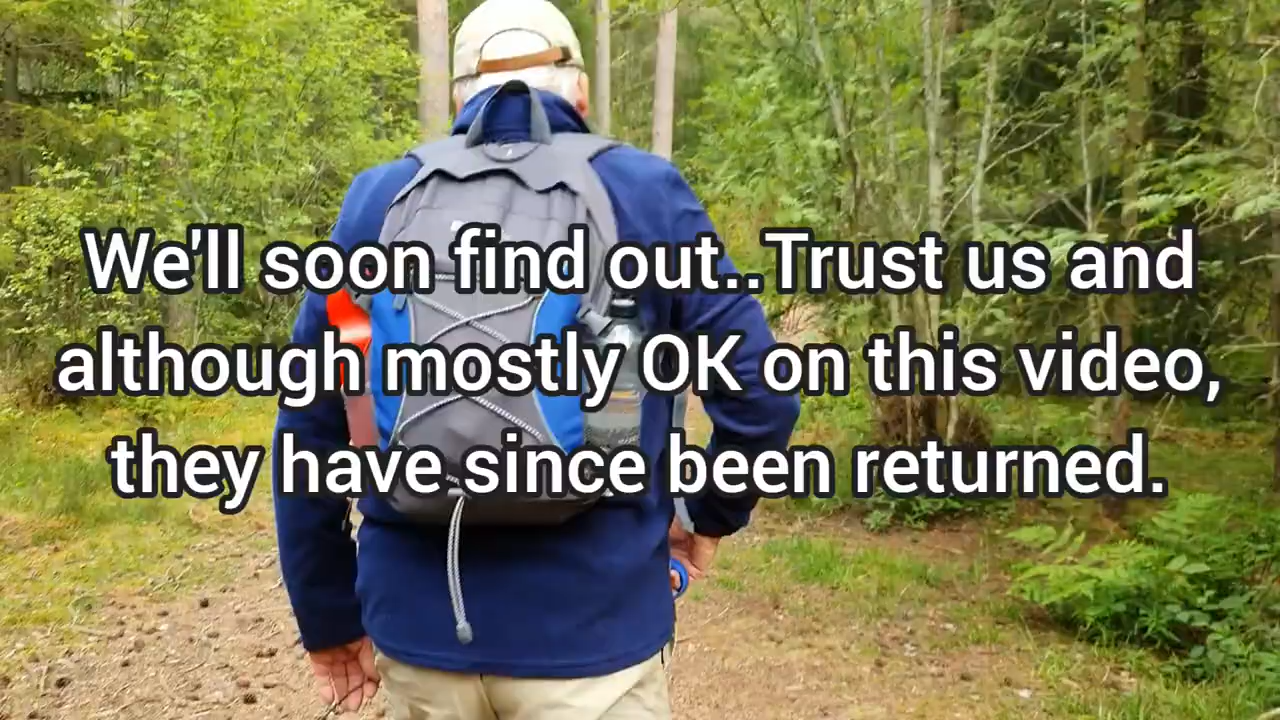 We'll soon find out..Trust us and
although mostly OK on this video,
they have since been returned.